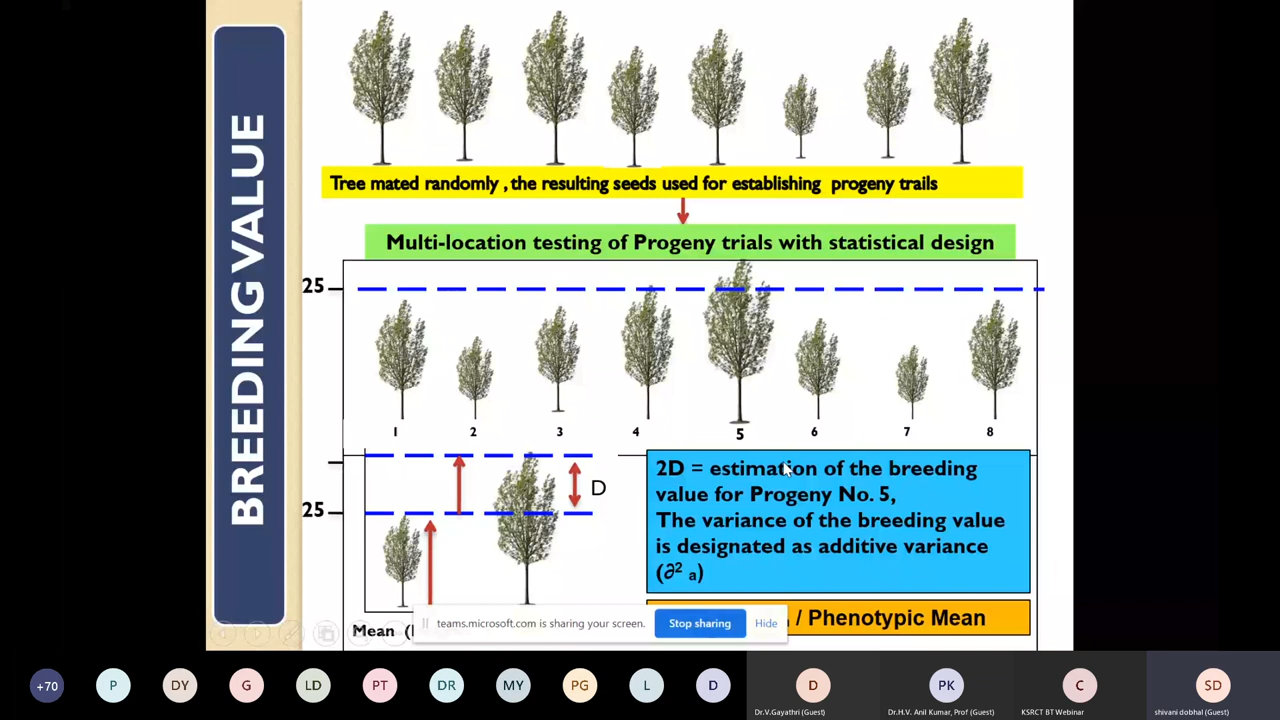 BREEDING VALUE
Tree mated randomly , the resulting seeds used for establishing progeny trails
Multi-location testing of Progeny trials with statistical design
25
1 2 3 4 5 6 7 8
25
D
2D = estimation of the breeding
value for Progeny No. 5,
The variance of the breeding value
is designated as additive variance
(∂² a)
/ Phenotypic Mean
Mean (
teams.microsoft.com is sharing your screen.
Stop sharing
Hide
+70 P DY G LD PT DR MY PG L D D PK C SD
Dr.V.Gayathri (Guest)
Dr.H.V. Anil Kumar, Prof (Guest)
KSRCT BT Webinar
shivani dobhal (Guest)